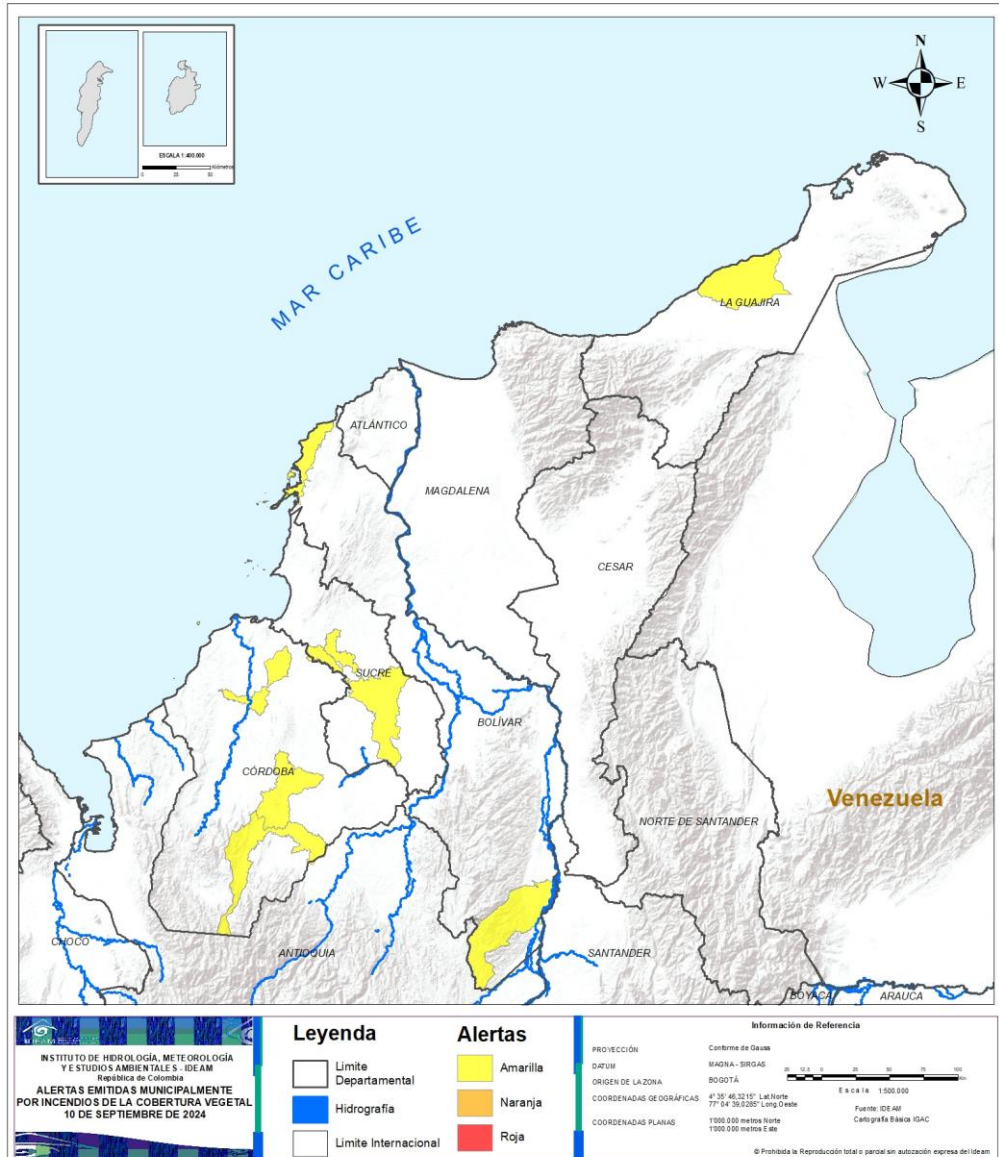 ESCALA 1:400.000
Kilómetros
N
W
E
S
MAR CARIBE
LA GUAJIRA
ATLÁNTICO
MAGDALENA
CESAR
SUCRE
BOLÍVAR
CÓRDOBA
Venezuela
NORTE DE SANTANDER
CHOCÓ
ANTIOQUIA
SANTANDER
BOYACÁ
ARAUCA
IDEAM
INSTITUTO DE HIDROLOGÍA, METEOROLOGÍA
Y ESTUDIOS AMBIENTALES - IDEAM
República de Colombia
ALERTAS EMITIDAS MUNICIPALMENTE
POR INCENDIOS DE LA COBERTURA VEGETAL
10 DE SEPTIEMBRE DE 2024
Leyenda
Limite
Departamental
Hidrografía
Limite Internacional
Alertas
Amarilla
Naranja
Roja
Información de Referencia
PROYECCIÓN Conforme de Gauss
DATUM MAGNA - SIRGAS
ORIGEN DE LA ZONA BOGOTÁ
COORDENADAS GEOGRÁFICAS 4° 35' 46,3215" Lat.Norte
77° 04' 39,0285" Long.Oeste
COORDENADAS PLANAS 1'000.000 metros Norte
1'000.000 metros Este
Escala 1:500.000
Fuente: IDEAM
Cartografía Básica IGAC
© Prohibida la Reproducción total o parcial sin autozación expresa del Ideam